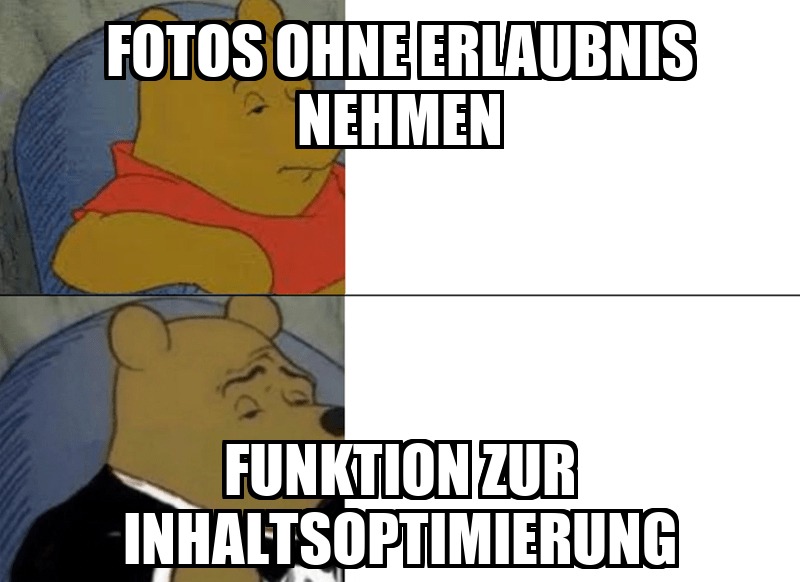 FOTOS OHNE ERLAUBNIS
NEHMEN
FUNKTION ZUR
INHALTSOPTIMIERUNG